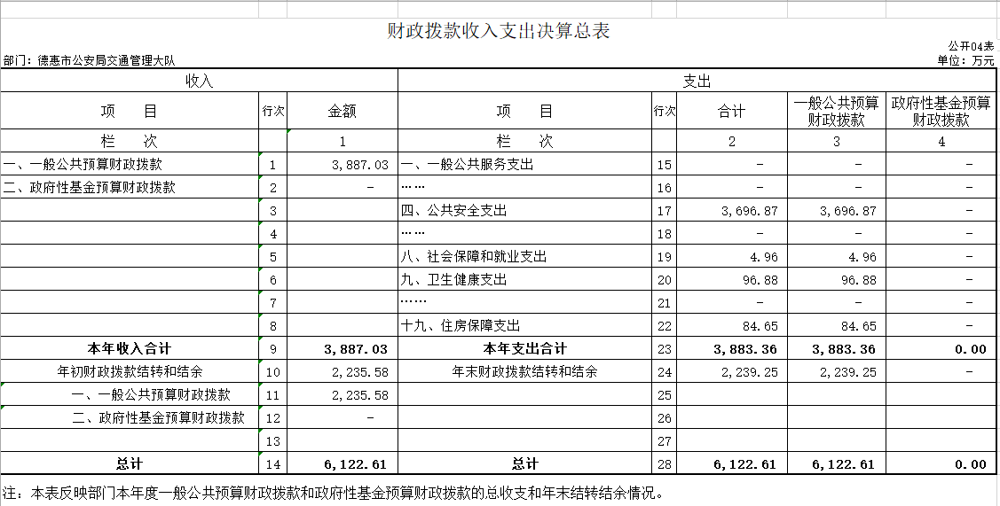 财政拨款收入支出决算总表
公开04表
部门：德惠市公安局交通管理大队 单位：万元
收入 支出
项 目 行次 金额 项 目 行次 合计 一般公共预算财政拨款 政府性基金预算财政拨款
栏 次 1 栏 次 2 3 4
一、一般公共预算财政拨款 1 3,887.03 一、一般公共服务支出 15 - - -
二、政府性基金预算财政拨款 2 - …… 16 - - -
3 四、公共安全支出 17 3,696.87 3,696.87 -
4 …… 18 - - -
5 八、社会保障和就业支出 19 4.96 4.96 -
6 九、卫生健康支出 20 96.88 96.88 -
7 …… 21 - - -
8 十九、住房保障支出 22 84.65 84.65 -
本年收入合计 9 3,887.03 本年支出合计 23 3,883.36 3,883.36 0.00
年初财政拨款结转和结余 10 2,235.58 年末财政拨款结转和结余 24 2,239.25 2,239.25 -
一、一般公共预算财政拨款 11 2,235.58 25
二、政府性基金预算财政拨款 12 - 26
13 27
总计 14 6,122.61 总计 28 6,122.61 6,122.61 0.00
注：本表反映部门本年度一般公共预算财政拨款和政府性基金预算财政拨款的总收支和年末结转结余情况。